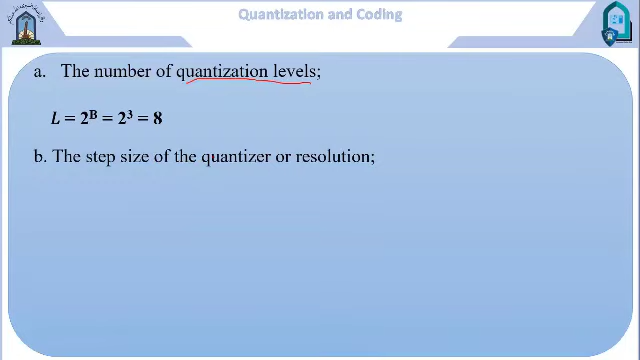 Quantization and Coding
a. The number of quantization levels;
L = 2ᴮ = 2³ = 8
b. The step size of the quantizer or resolution;